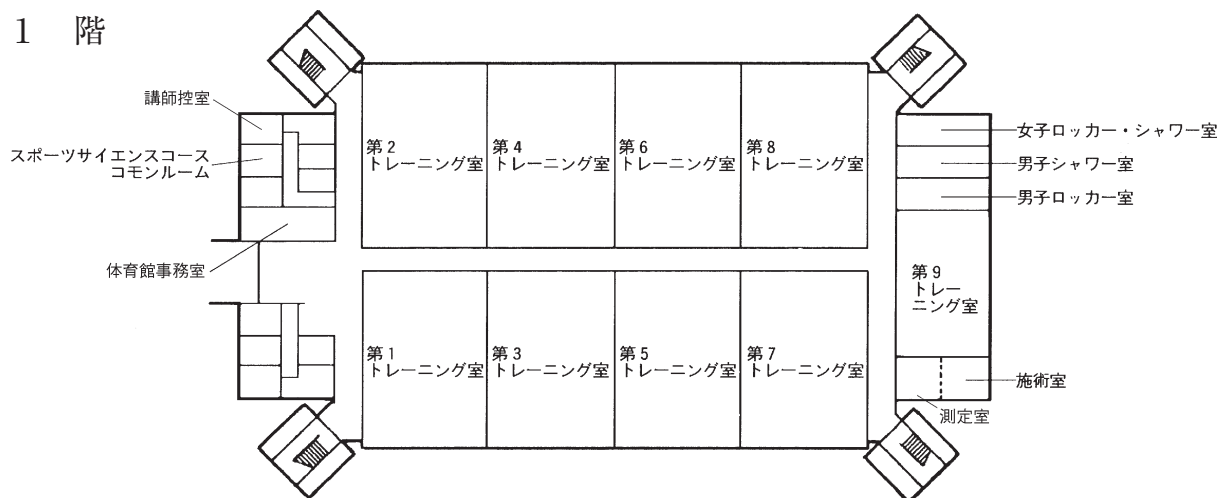 1 階
講師控室
スポーツサイエンスコース
コモンルーム
体育館事務室
第2
トレーニング室
第4
トレーニング室
第6
トレーニング室
第8
トレーニング室
女子ロッカー・シャワー室
男子シャワー室
男子ロッカー室
第9
トレー
ニング室
第1
トレーニング室
第3
トレーニング室
第5
トレーニング室
第7
トレーニング室
施術室
測定室